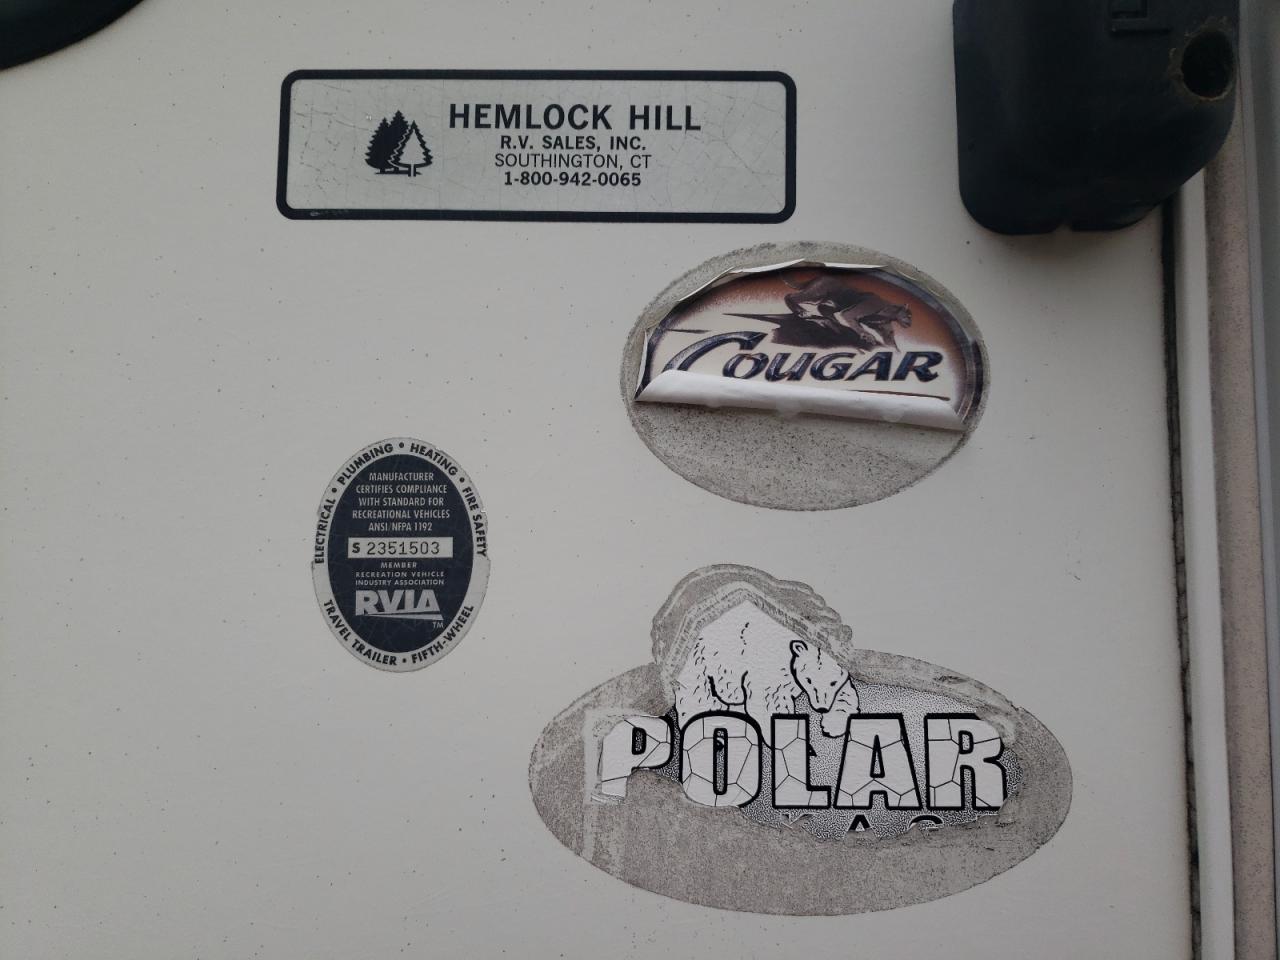 HEMLOCK HILL
R.V. SALES, INC.
SOUTHINGTON, CT
1-800-942-0065
COUGAR
ELECTRICAL • PLUMBING • HEATING • FIRE SAFETY
MANUFACTURER
CERTIFIES COMPLIANCE
WITH STANDARD FOR
RECREATIONAL VEHICLES
ANSI/NFPA 1192
S 2351503
MEMBER
RECREATION VEHICLE
INDUSTRY ASSOCIATION
RVIA
TM
TRAVEL TRAILER • FIFTH-WHEEL
POLAR